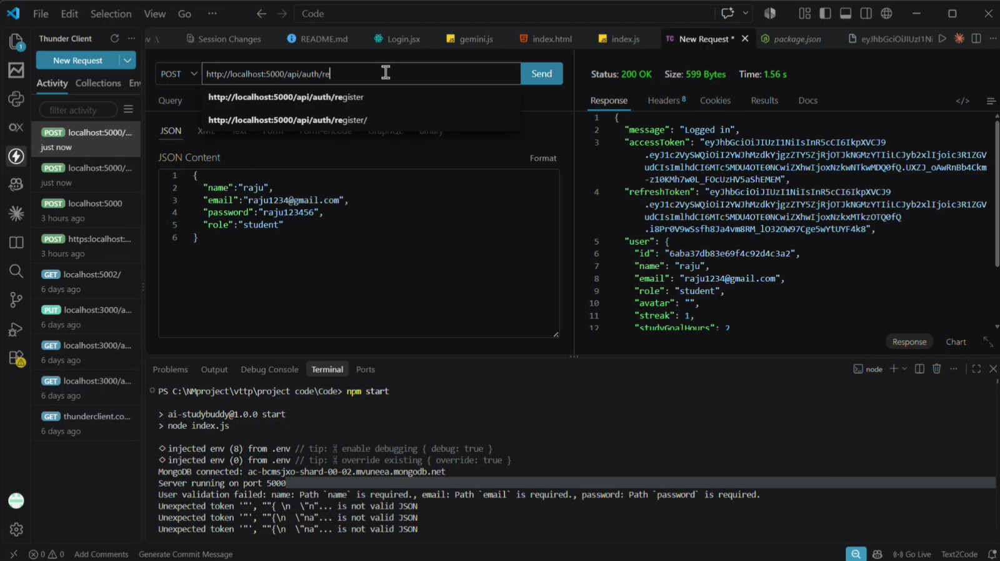 File Edit Selection View Go ··· Code
Thunder Client
Session Changes README.md Login.jsx gemini.js index.html index.js TC New Request * package.json eyJhbGciOiJIUzI1Ni
New Request
Activity Collections En
filter activity
POST localhost:5000/...
just now
POST localhost:5000/...
just now
POST localhost:5000
3 hours ago
POST https:localhost:...
3 hours ago
GET localhost:5002/
6 days ago
PUT localhost:3000/a...
6 days ago
GET localhost:3000/a...
6 days ago
GET localhost:3000/a...
6 days ago
GET thunderclient.co...
6 days ago
POST http://localhost:5000/api/auth/re Send
http://localhost:5000/api/auth/register
http://localhost:5000/api/auth/register/
Query
JSON XML Text Form Form-encode GraphQL Binary
JSON Content Format
1 {
2 "name":"raju",
3 "email":"raju1234@gmail.com",
4 "password":"raju123456",
5 "role":"student"
6 }
Status: 200 OK Size: 599 Bytes Time: 1.56 s
Response Headers 8 Cookies Results Docs
1 {
2 "message": "Logged in",
3 "accessToken": "eyJhbGciOiJIUzI1NiIsInR5cCI6IkpXVCJ9
.eyJ1c2VySWQiOiI2YWJhMzdkYjgzZTY5ZjRjOTJkNGMzYTIiLCJyb2xlIjoic3R1ZGV
udCIsImlhdCI6MTc5MDU4OTE0NCwiZXhwIjoxNzkwNTkwMDQ0fQ.UXZJ_oAwRnBb4Ckm
-z10KMh7w0L_FOcUzHV5aShEMEM",
4 "refreshToken": "eyJhbGciOiJIUzI1NiIsInR5cCI6IkpXVCJ9
.eyJ1c2VySWQiOiI2YWJhMzdkYjgzZTY5ZjRjOTJkNGMzYTIiLCJyb2xlIjoic3R1ZGV
udCIsImlhdCI6MTc5MDU4OTE0NCwiZXhwIjoxNzkxMTkzOTQ0fQ
.i8Pr0V9wSsfh8Ja4vm8RM_lO32OW97Cge5wYtUYF4k8",
5 "user": {
6 "id": "6aba37db83e69f4c92d4c3a2",
7 "name": "raju",
8 "email": "raju1234@gmail.com",
9 "role": "student",
10 "avatar": "",
11 "streak": 1,
12 "studyGoalHours": 2
Response Chart
Problems Output Debug Console Terminal Ports node
PS C:\NMproject\vttp\project code\Code> npm start
> ai-studybuddy@1.0.0 start
> node index.js
injected env (8) from .env // tip: enable debugging { debug: true }
injected env (0) from .env // tip: override existing { override: true }
MongoDB connected: ac-bcmsjxo-shard-00-02.mvuneea.mongodb.net
Server running on port 5000
User validation failed: name: Path `name` is required., email: Path `email` is required., password: Path `password` is required.
Unexpected token '"', ""{ \n \"n"... is not valid JSON
Unexpected token '"', ""{\n \"na"... is not valid JSON
Unexpected token '"', ""{\n \"na"... is not valid JSON
0 0 Add Comments Generate Commit Message Go Live Text2Code